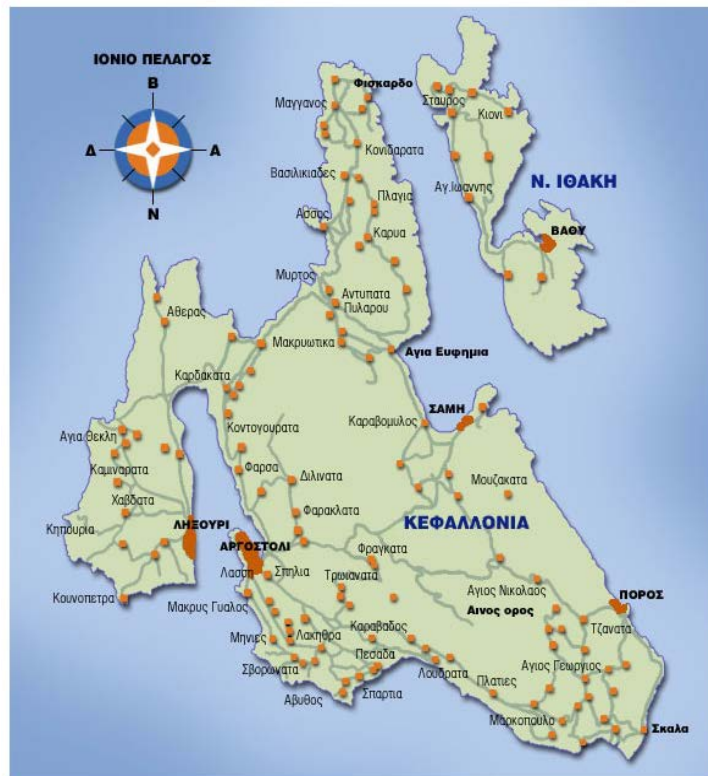 ΙΟΝΙΟ ΠΕΛΑΓΟΣ
Β
Δ
Α
Ν
Φισκαρδο
Μαγγανος
Σταυρος
Κιονι
Κονιδαρατα
Βασιλικιαδες
Πλαγια
Αγ.Ιωαννης
Ν. ΙΘΑΚΗ
Ασσος
ΒΑΘΥ
Καρυα
Μυρτος
Αντυπατα
Πυλαρου
Αθερας
Μακρυωτικα
Αγια Ευφημια
Καρδακατα
ΣΑΜΗ
Κοντογουρατα
Καραβομυλος
Αγια Θεκλη
Φαρσα
Διλινατα
Καμιναρατα
Μουζακατα
Χαβδατα
Φαρακλατα
ΚΕΦΑΛΛΟΝΙΑ
Κηπουρια
ΛΗΞΟΥΡΙ
ΑΡΓΟΣΤΟΛΙ
Φραγκατα
Λασση
Σπηλια
Τρωιανατα
Αγιος Νικολαος
ΠΟΡΟΣ
Κουνοπετρα
Μακρυς Γυαλος
Αινος ορος
Τζανατα
Μηνιες
Λακηθρα
Καραβαδος
Πεσαδα
Αγιος Γεωργιος
Σβορωνατα
Λουδρατα
Πλατιες
Αβυθος
Σπαρτια
Μαρκοπουλο
Σκαλα